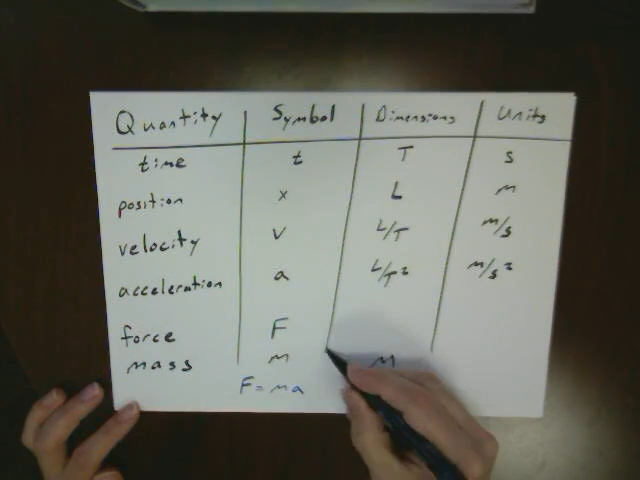 Quantity Symbol Dimensions Units
time t T s
position x L m
velocity v L/T m/s
acceleration a L/T² m/s²
force F
mass m M
F = ma